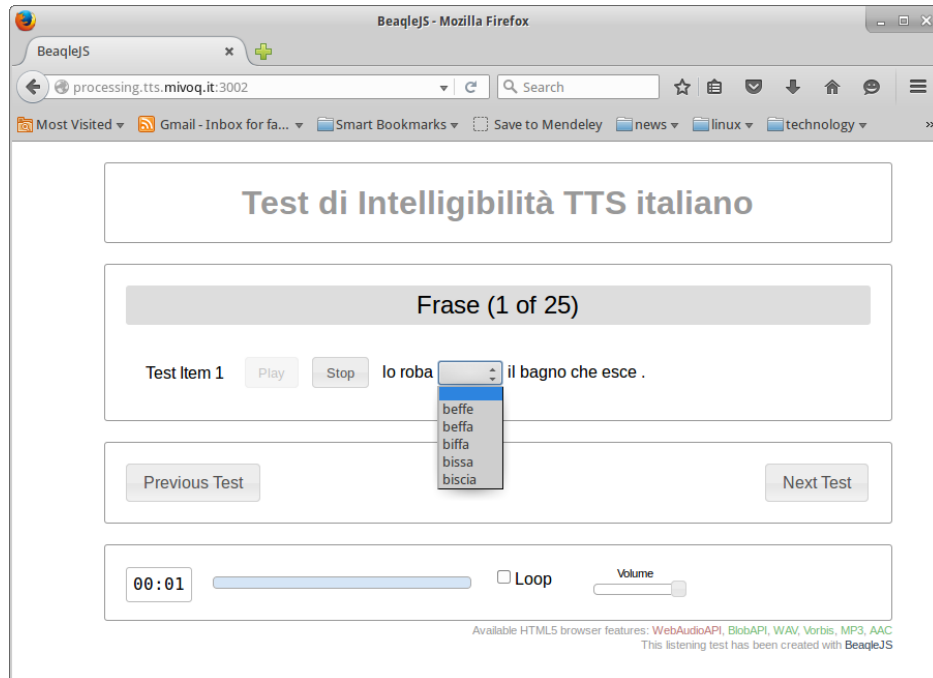 BeaqleJS - Mozilla Firefox
BeaqleJS
processing.tts.mivoq.it:3002
Search
Most Visited
Gmail - Inbox for fa...
Smart Bookmarks
Save to Mendeley
news
linux
technology
Test di Intelligibilità TTS italiano
Frase (1 of 25)
Test Item 1 Play Stop Io roba il bagno che esce .
beffe
beffa
biffa
bissa
biscia
Previous Test Next Test
00:01 Loop Volume
Available HTML5 browser features: WebAudioAPI, BlobAPI, WAV, Vorbis, MP3, AAC
This listening test has been created with BeaqleJS